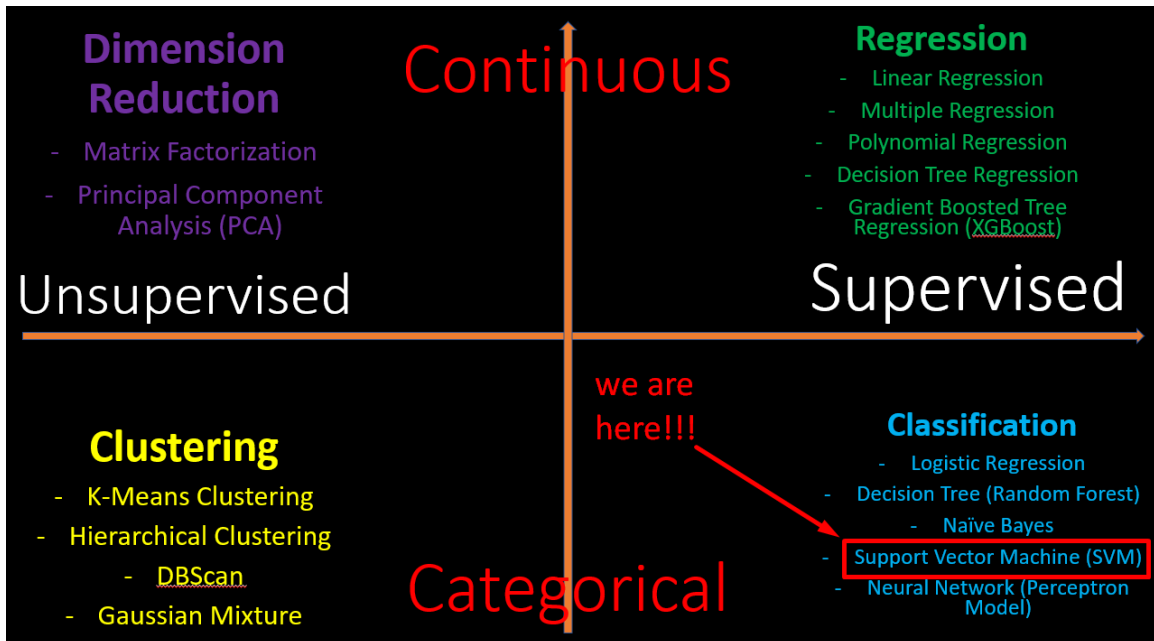 Dimension
Reduction
- Matrix Factorization
- Principal Component
Analysis (PCA)
Continuous
Regression
- Linear Regression
- Multiple Regression
- Polynomial Regression
- Decision Tree Regression
- Gradient Boosted Tree
Regression (XGBoost)
Unsupervised
Supervised
we are
here!!!
Clustering
- K-Means Clustering
- Hierarchical Clustering
- DBScan
- Gaussian Mixture
Categorical
Classification
- Logistic Regression
- Decision Tree (Random Forest)
- Naïve Bayes
- Support Vector Machine (SVM)
- Neural Network (Perceptron
Model)